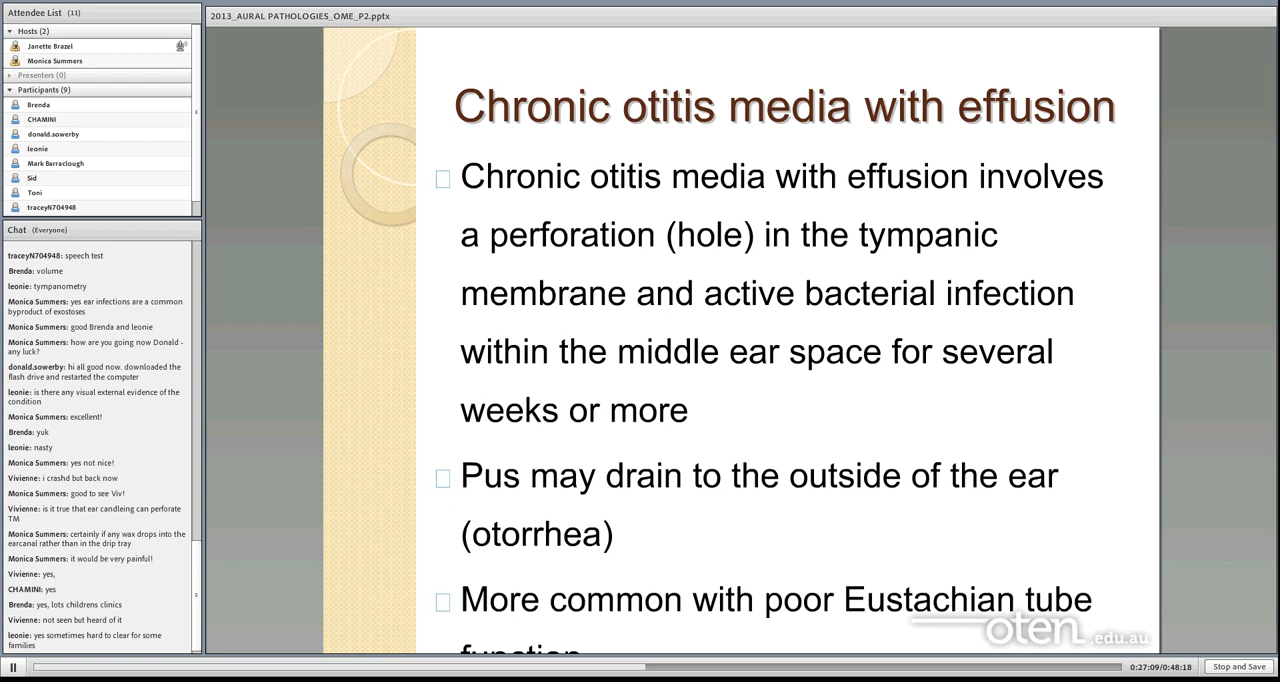 Attendee List (11)
Hosts (2)
Janette Brazel
Monica Summers
Presenters (0)
Participants (9)
Brenda
CHAMINI
donald.sowerby
leonie
Mark Barraclough
Sid
Toni
traceyN704948
Chat (Everyone)
traceyN704948: speech test
Brenda: volume
leonie: tympanometry
Monica Summers: yes ear infections are a common
byproduct of exostoses
Monica Summers: good Brenda and leonie
Monica Summers: how are you going now Donald -
any luck?
donald.sowerby: hi all good now. downloaded the
flash drive and restarted the computer
leonie: is there any visual external evidence of the
condition
Monica Summers: excellent!
Brenda: yuk
leonie: nasty
Monica Summers: yes not nice!
Vivienne: i crashd but back now
Monica Summers: good to see Viv!
Vivienne: is it true that ear candleing can perforate
TM
Monica Summers: certainly if any wax drops into the
earcanal rather than in the drip tray
Monica Summers: it would be very painful!
Vivienne: yes,
CHAMINI: yes
Brenda: yes, lots childrens clinics
Vivienne: not seen but heard of it
leonie: yes sometimes hard to clear for some
families
2013_AURAL PATHOLOGIES_OME_P2.pptx
Chronic otitis media with effusion
Chronic otitis media with effusion involves
a perforation (hole) in the tympanic
membrane and active bacterial infection
within the middle ear space for several
weeks or more
Pus may drain to the outside of the ear
(otorrhea)
More common with poor Eustachian tube
function
oten.edu.au
0:27:09/0:48:18
Stop and Save